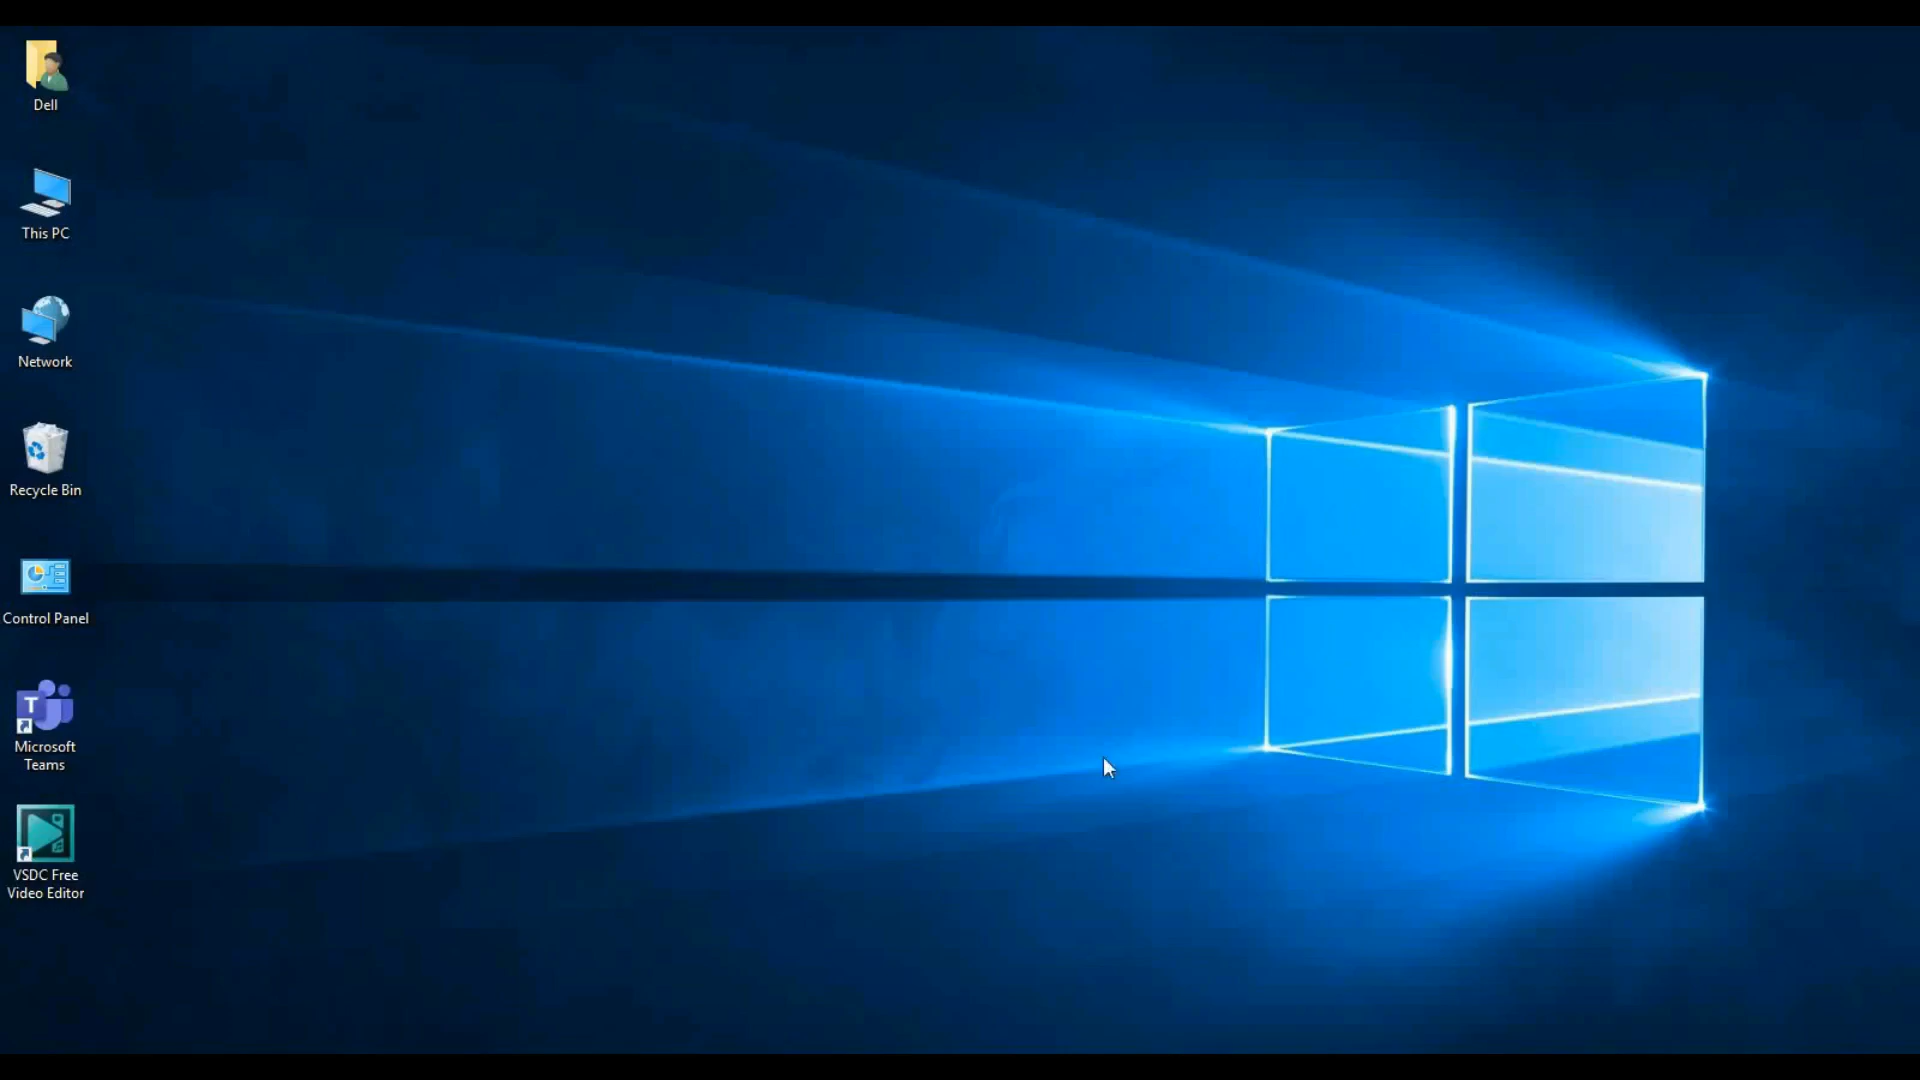 Dell
This PC
Network
Recycle Bin
Control Panel
T
Microsoft
Teams
VSDC Free
Video Editor